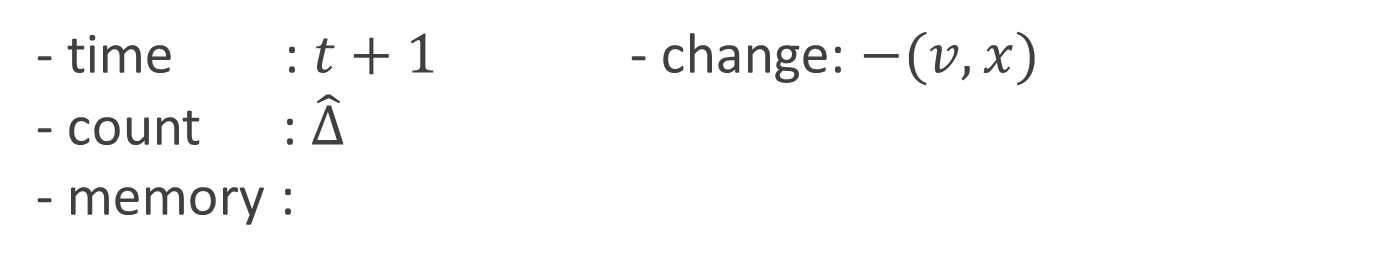 - time : t + 1 - change: −(v, x)
- count : Δ̂
- memory :